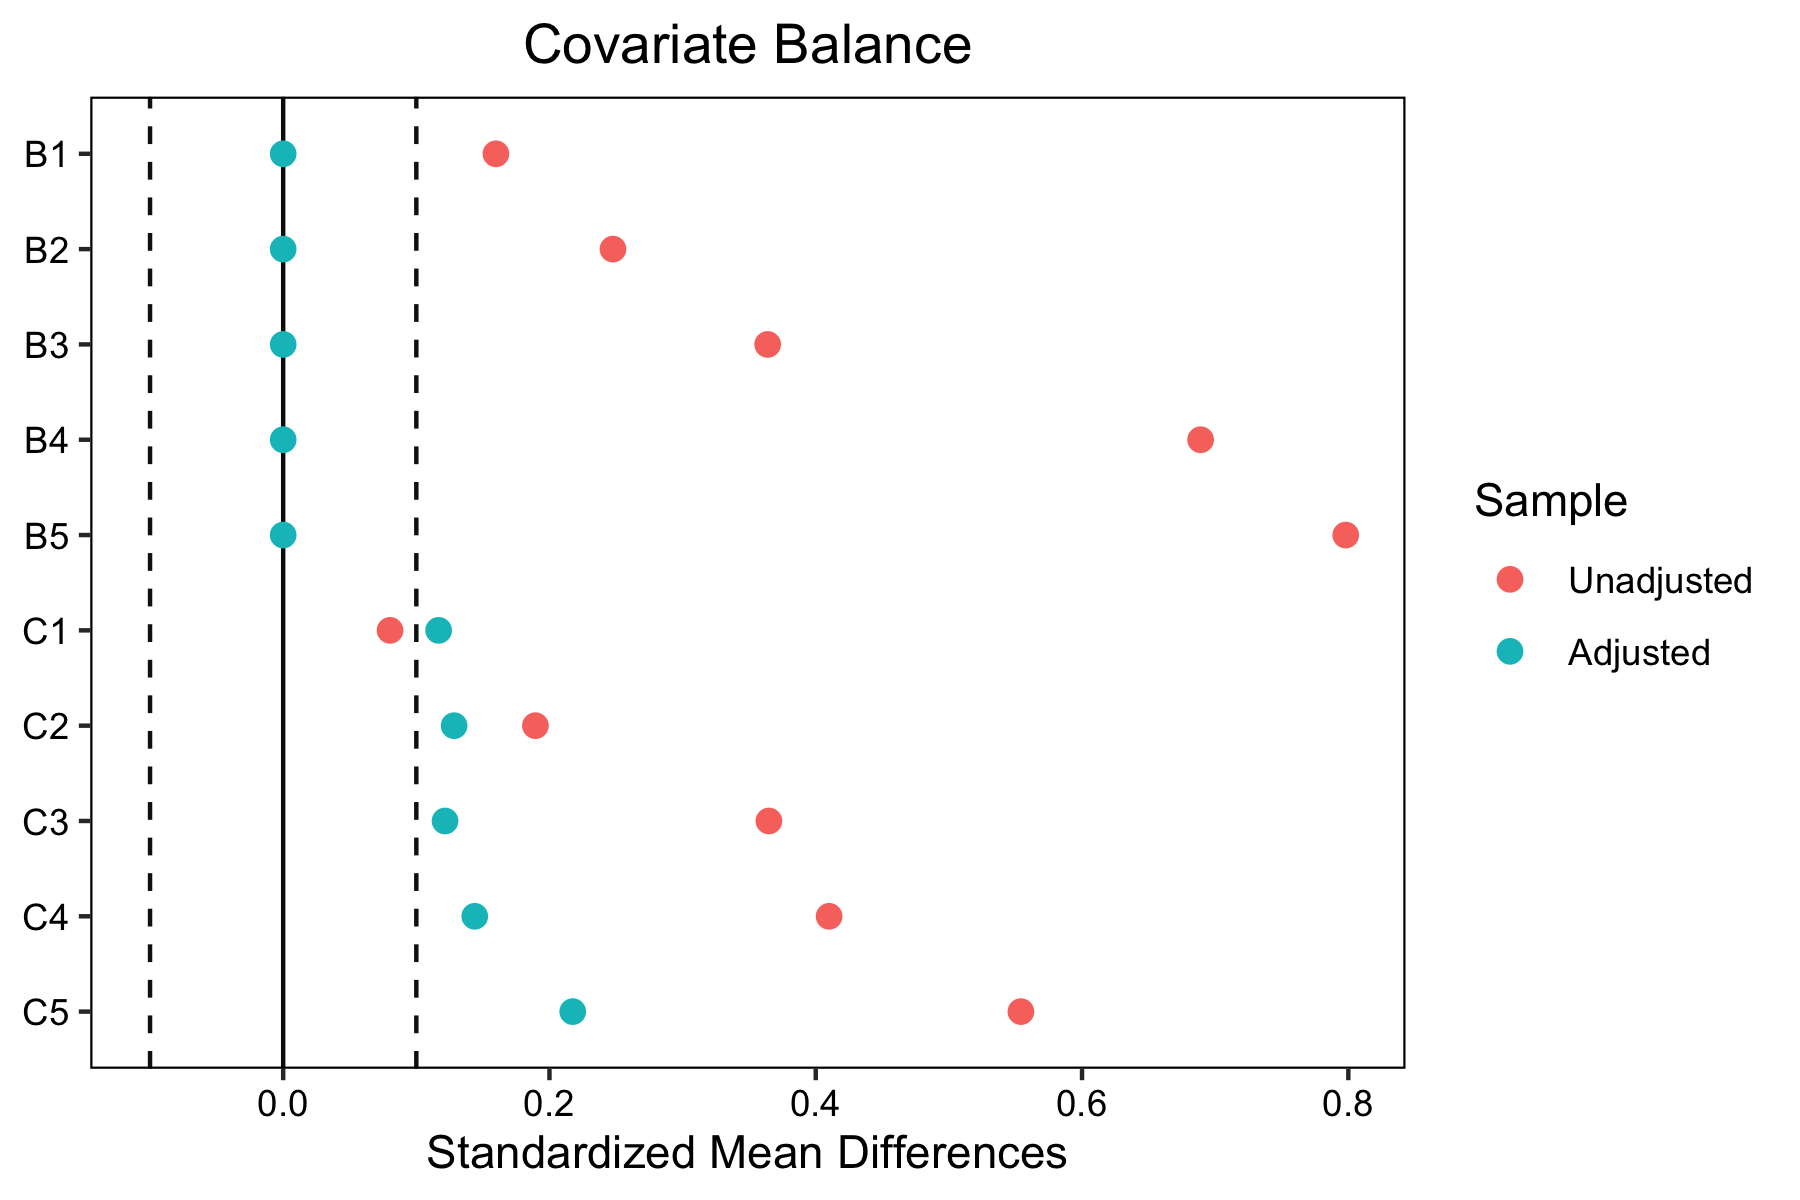 Covariate Balance
B1
B2
B3
B4
B5
C1
C2
C3
C4
C5
0.0 0.2 0.4 0.6 0.8
Standardized Mean Differences
Sample
Unadjusted
Adjusted